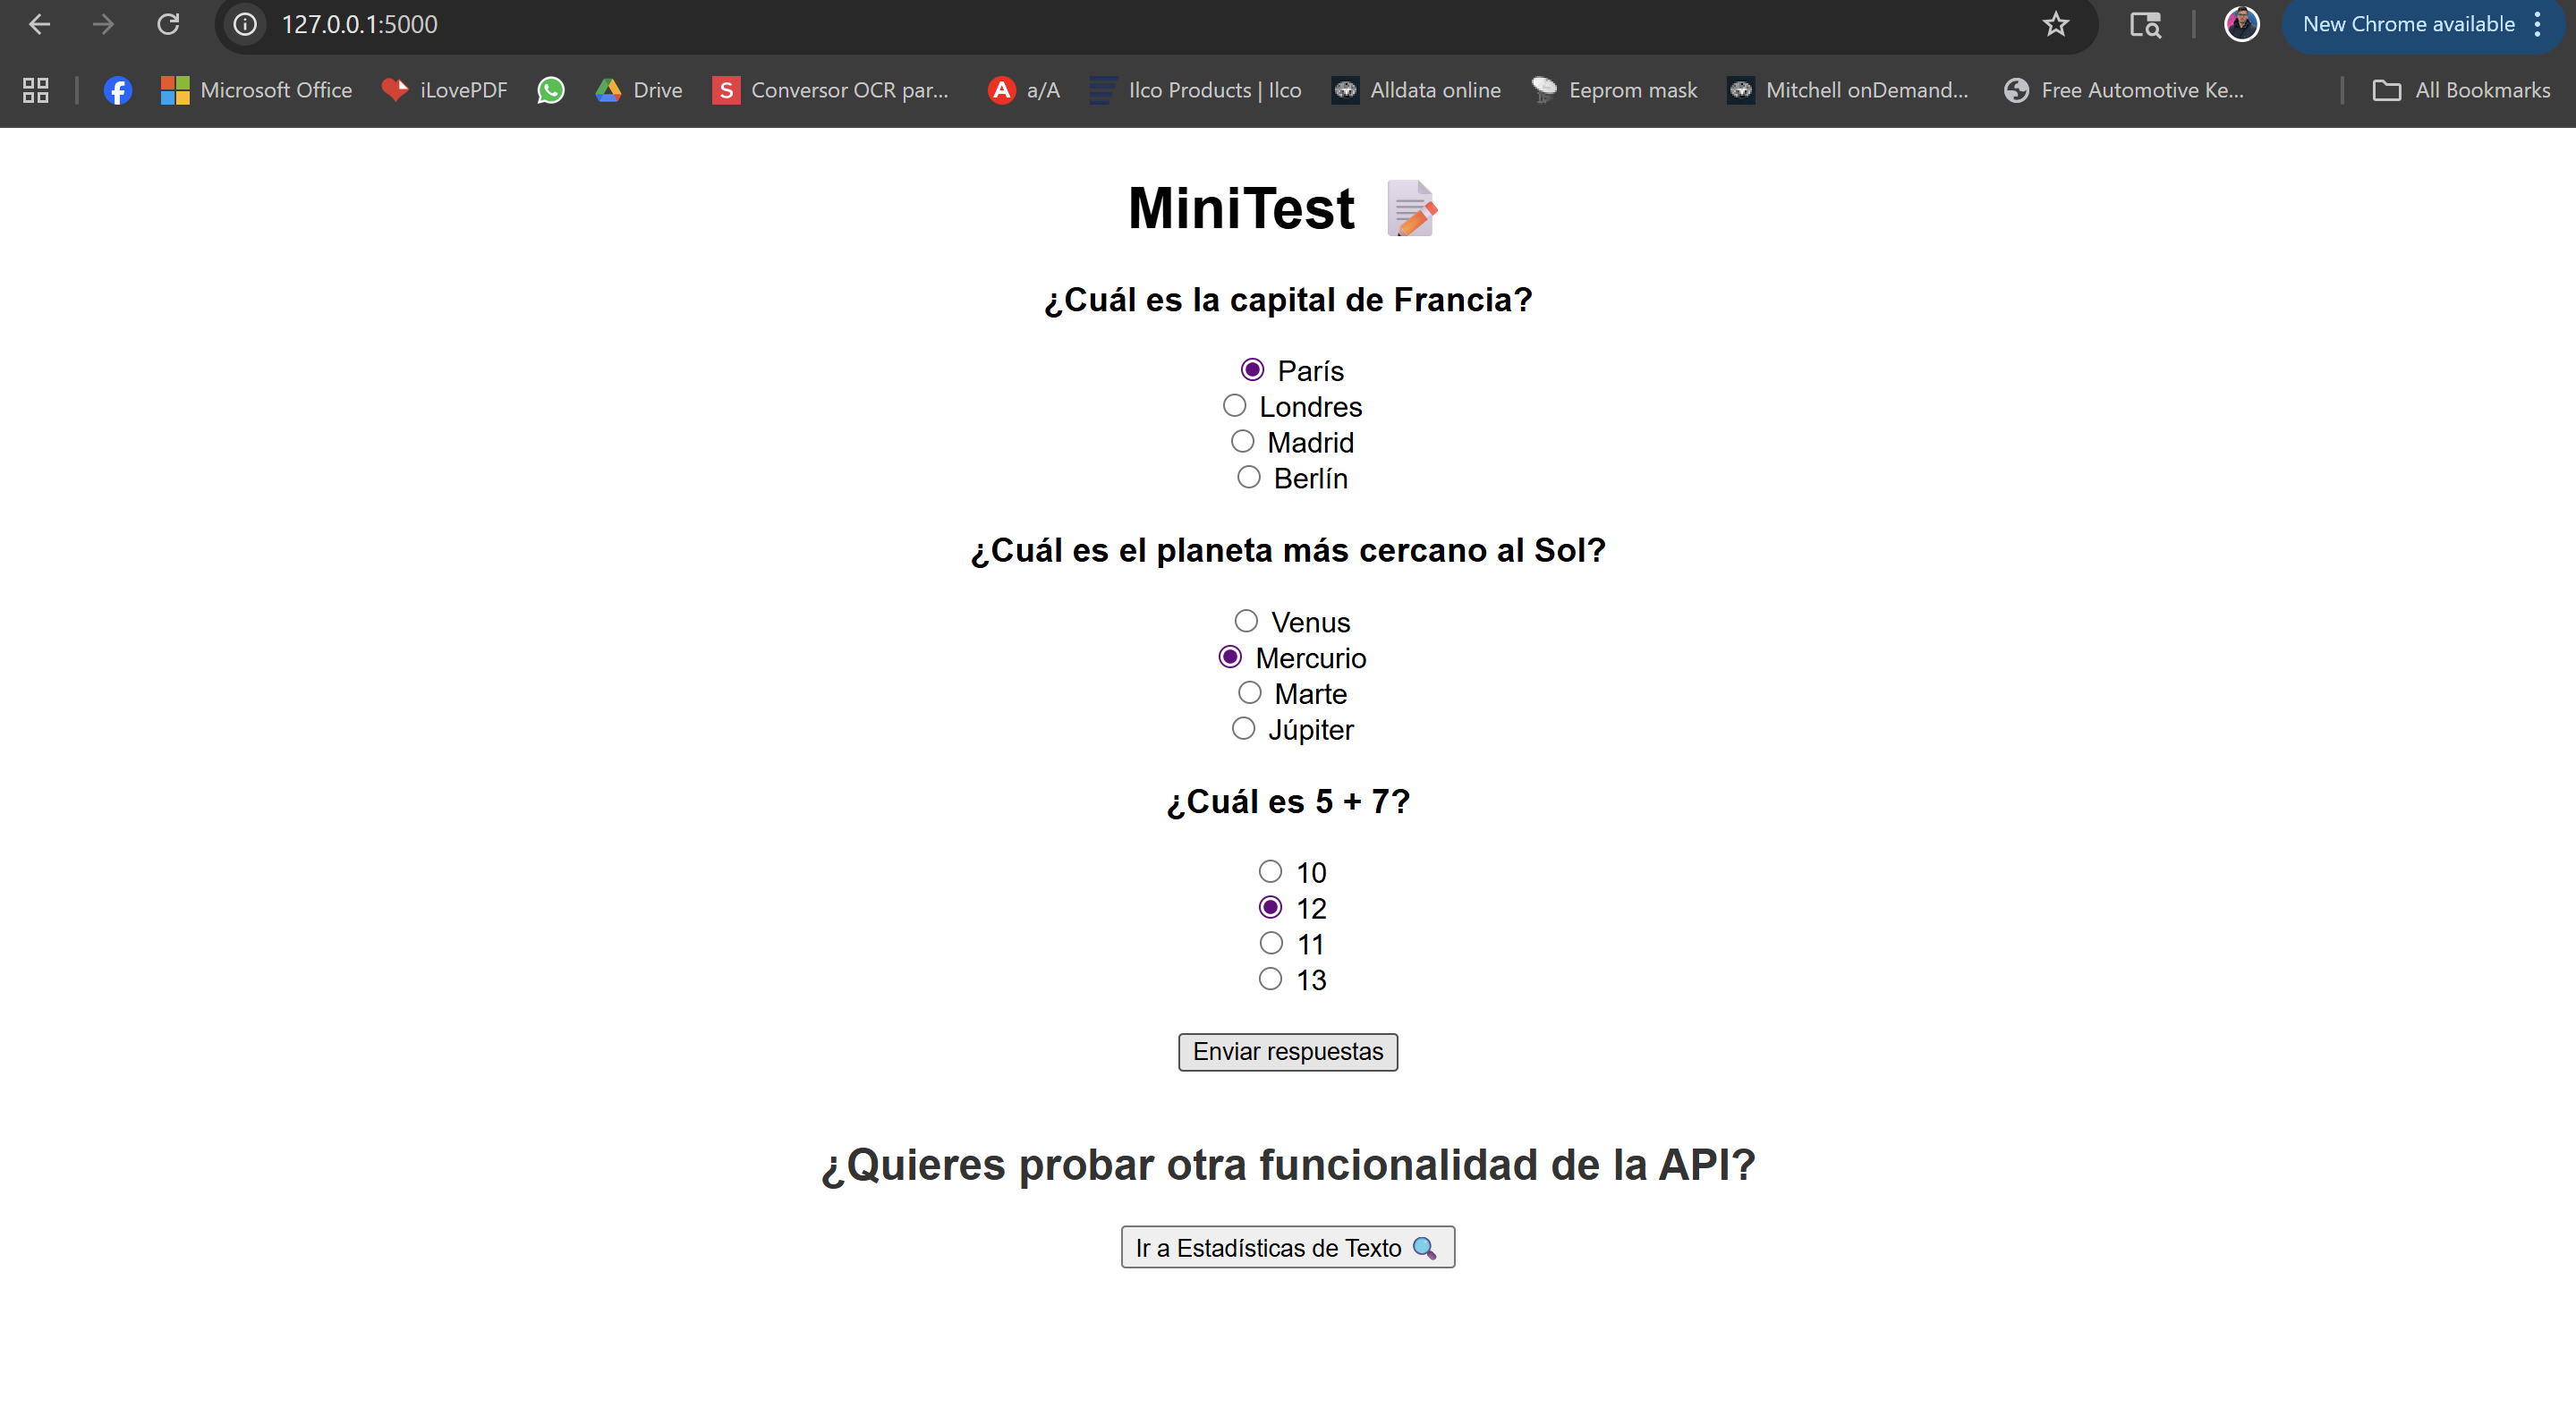 127.0.0.1:5000
New Chrome available
Microsoft Office
iLovePDF
Drive
S
Conversor OCR par...
A
a/A
Ilco Products | Ilco
Alldata online
Eeprom mask
Mitchell onDemand...
Free Automotive Ke...
All Bookmarks
MiniTest
¿Cuál es la capital de Francia?
París
Londres
Madrid
Berlín
¿Cuál es el planeta más cercano al Sol?
Venus
Mercurio
Marte
Júpiter
¿Cuál es 5 + 7?
10
12
11
13
Enviar respuestas
¿Quieres probar otra funcionalidad de la API?
Ir a Estadísticas de Texto